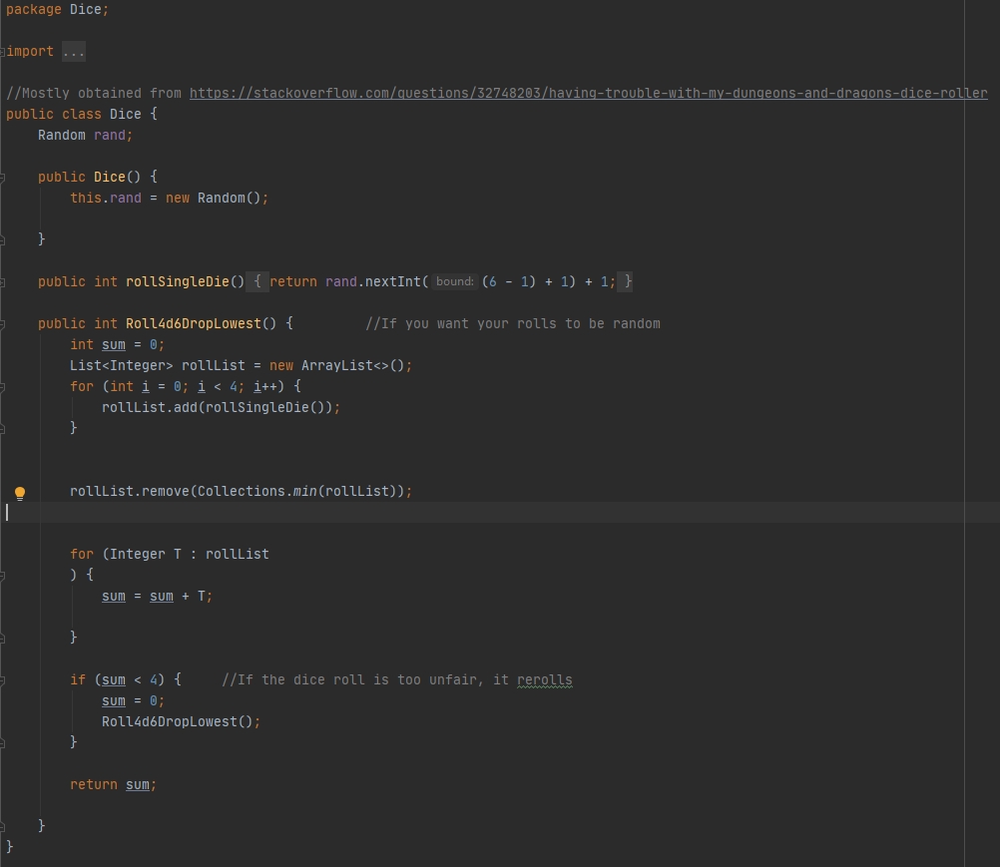 package Dice;
import ...
//Mostly obtained from https://stackoverflow.com/questions/32748203/having-trouble-with-my-dungeons-and-dragons-dice-roller
public class Dice {
Random rand;
public Dice() {
this.rand = new Random();
}
public int rollSingleDie() { return rand.nextInt( bound: (6 - 1) + 1) + 1; }
public int Roll4d6DropLowest() { //If you want your rolls to be random
int sum = 0;
List<Integer> rollList = new ArrayList<>();
for (int i = 0; i < 4; i++) {
rollList.add(rollSingleDie());
}
rollList.remove(Collections.min(rollList));
for (Integer T : rollList
) {
sum = sum + T;
}
if (sum < 4) { //If the dice roll is too unfair, it rerolls
sum = 0;
Roll4d6DropLowest();
}
return sum;
}
}